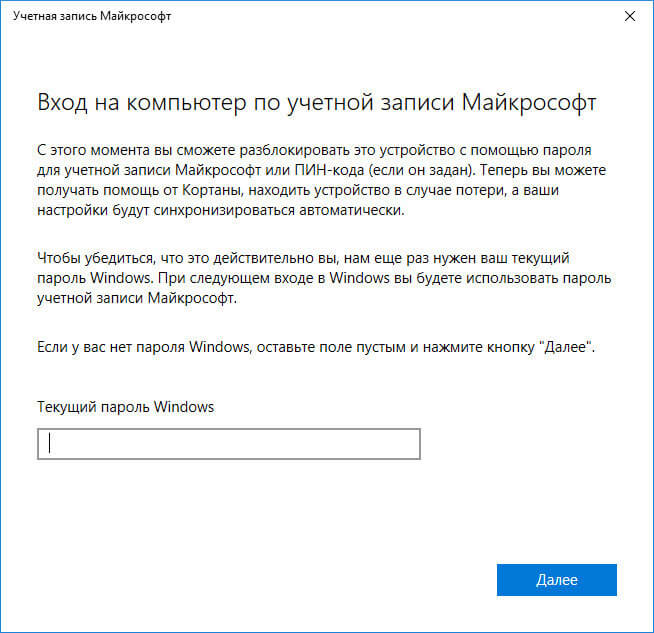 Учетная запись Майкрософт
Вход на компьютер по учетной записи Майкрософт
С этого момента вы сможете разблокировать это устройство с помощью пароля
для учетной записи Майкрософт или ПИН-кода (если он задан). Теперь вы можете
получать помощь от Кортаны, находить устройство в случае потери, а ваши
настройки будут синхронизироваться автоматически.
Чтобы убедиться, что это действительно вы, нам еще раз нужен ваш текущий
пароль Windows. При следующем входе в Windows вы будете использовать пароль
учетной записи Майкрософт.
Если у вас нет пароля Windows, оставьте поле пустым и нажмите кнопку "Далее".
Текущий пароль Windows
Далее